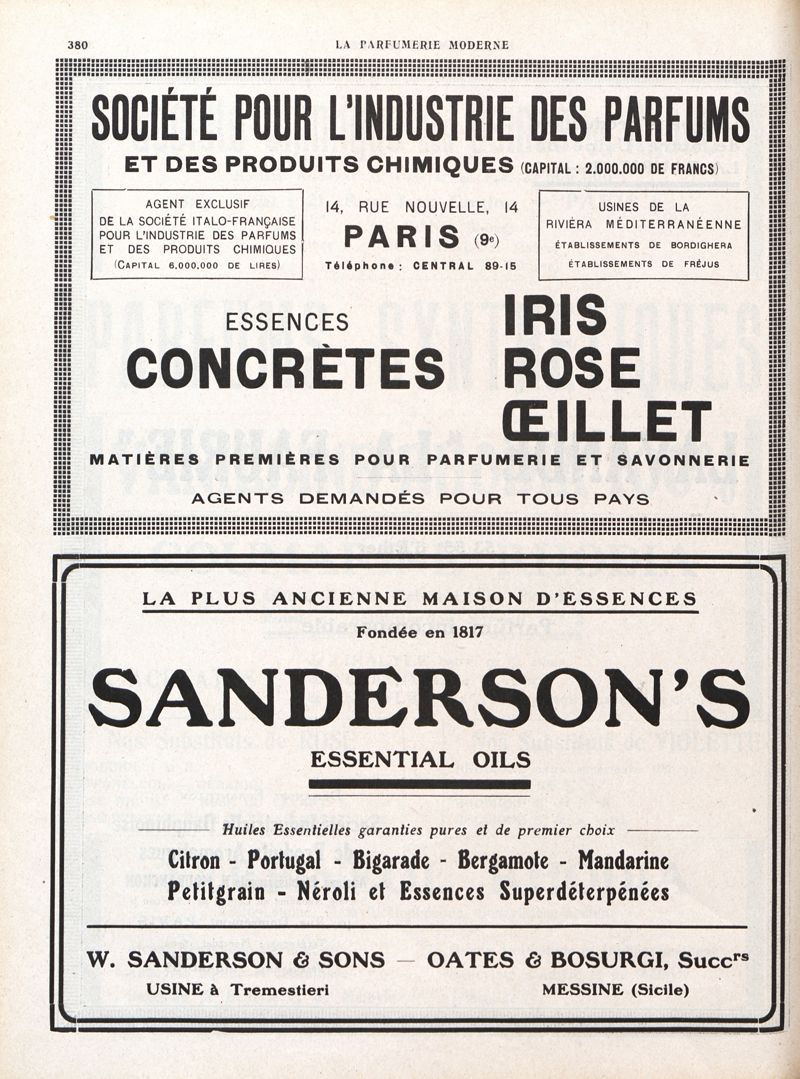 380
LA PARFUMERIE MODERNE
SOCIÉTÉ POUR L'INDUSTRIE DES PARFUMS
ET DES PRODUITS CHIMIQUES (CAPITAL : 2.000.000 DE FRANCS)
AGENT EXCLUSIF
DE LA SOCIÉTÉ ITALO-FRANÇAISE
POUR L'INDUSTRIE DES PARFUMS
ET DES PRODUITS CHIMIQUES
(CAPITAL 6,000,000 DE LIRES)
14, RUE NOUVELLE, 14
PARIS (9e)
Téléphone : CENTRAL 89-15
USINES DE LA
RIVIÉRA MÉDITERRANÉENNE
ÉTABLISSEMENTS DE BORDIGHERA
ÉTABLISSEMENTS DE FRÉJUS
ESSENCES
CONCRÈTES
IRIS
ROSE
ŒILLET
MATIÈRES PREMIÈRES POUR PARFUMERIE ET SAVONNERIE
AGENTS DEMANDÉS POUR TOUS PAYS
LA PLUS ANCIENNE MAISON D'ESSENCES
Fondée en 1817
SANDERSON'S
ESSENTIAL OILS
Huiles Essentielles garanties pures et de premier choix
Citron - Portugal - Bigarade - Bergamote - Mandarine
Petitgrain - Néroli et Essences Superdéterpénées
W. SANDERSON & SONS — OATES & BOSURGI, Succrs
USINE à Tremestieri
MESSINE (Sicile)